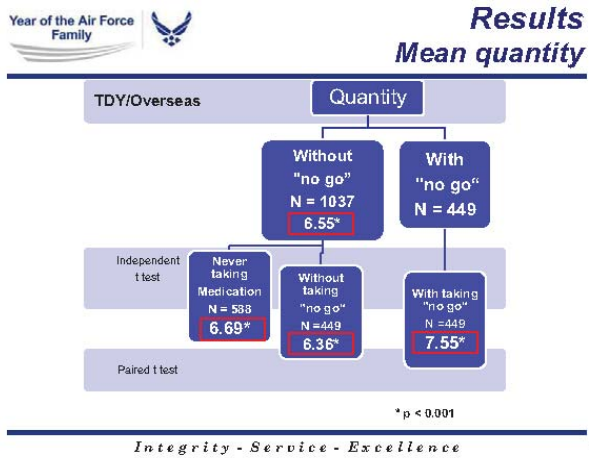 Year of the Air Force
Family
Results
Mean quantity
TDY/Overseas
Quantity
Without
"no go"
N = 1037
6.55*
With
"no go“
N = 449
Independent
t test
Never
taking
Medication
N = 588
6.69*
Without
taking
"no go“
N =449
6.36*
With taking
"no go“
N =449
7.55*
Paired t test
* p < 0.001
Integrity - Service - Excellence